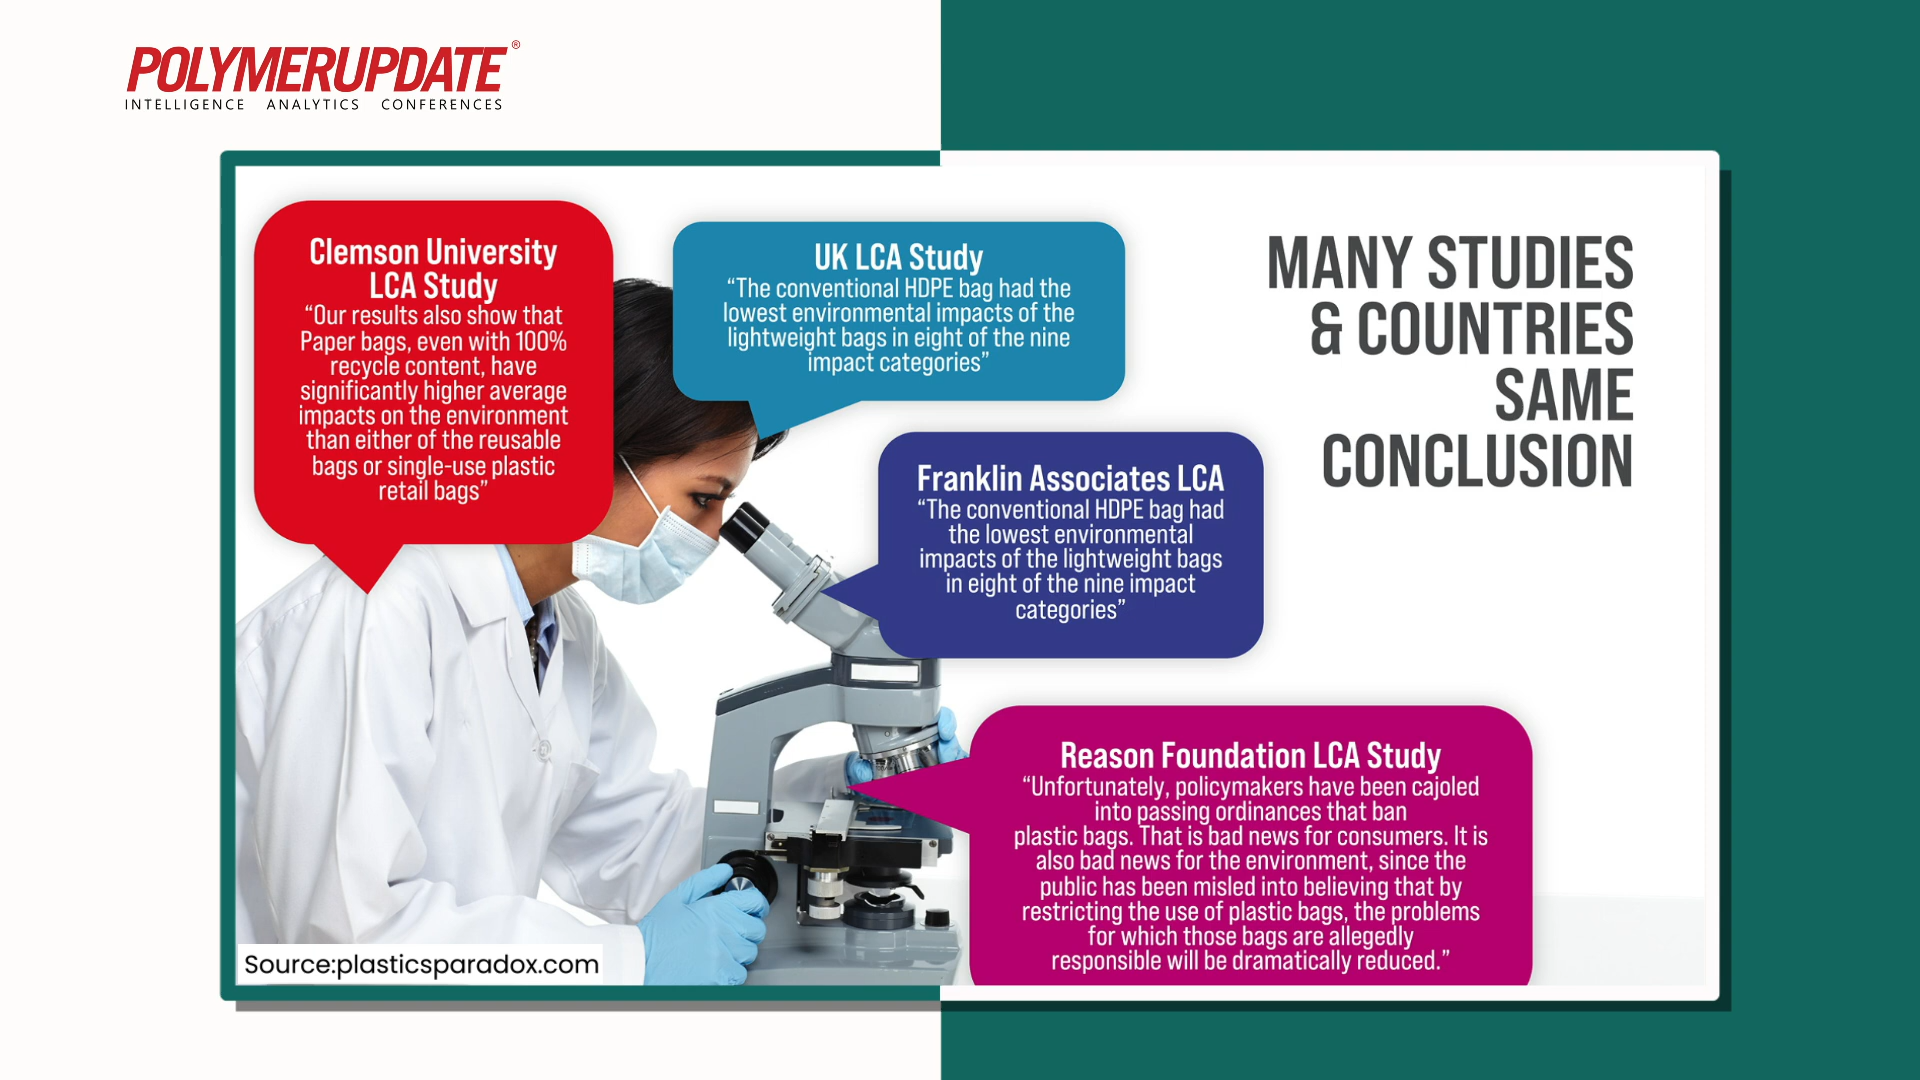 POLYMERUPDATE®
INTELLIGENCE ANALYTICS CONFERENCES
Clemson University
LCA Study
“Our results also show that
Paper bags, even with 100%
recycle content, have
significantly higher average
impacts on the environment
than either of the reusable
bags or single-use plastic
retail bags”
UK LCA Study
“The conventional HDPE bag had the
lowest environmental impacts of the
lightweight bags in eight of the nine
impact categories”
MANY STUDIES
& COUNTRIES
SAME
CONCLUSION
Franklin Associates LCA
“The conventional HDPE bag had
the lowest environmental
impacts of the lightweight bags
in eight of the nine impact
categories”
Reason Foundation LCA Study
“Unfortunately, policymakers have been cajoled
into passing ordinances that ban
plastic bags. That is bad news for consumers. It is
also bad news for the environment, since the
public has been misled into believing that by
restricting the use of plastic bags, the problems
for which those bags are allegedly
responsible will be dramatically reduced.”
Source:plasticsparadox.com